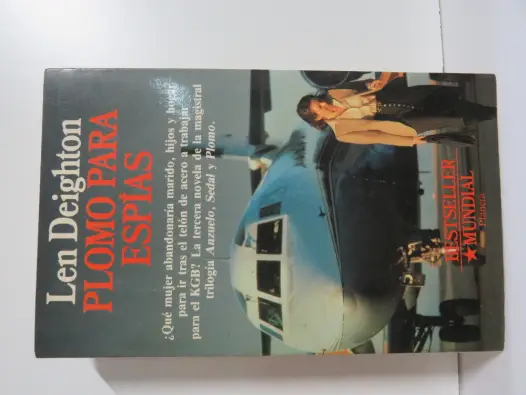 Len Deighton
PLOMO PARA
ESPÍAS
¿Qué mujer abandonaría marido, hijos y hogar
para ir tras el telón de acero a trabajar
para el KGB? La tercera novela de la magistral
trilogía Anzuelo, Sedal y Plomo.
BESTSELLER
MUNDIAL
Planeta